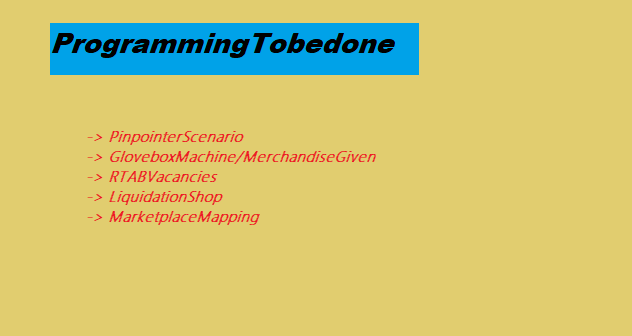 ProgrammingTobedone
-> PinpointerScenario
-> GloveboxMachine/MerchandiseGiven
-> RTABVacancies
-> LiquidationShop
-> MarketplaceMapping